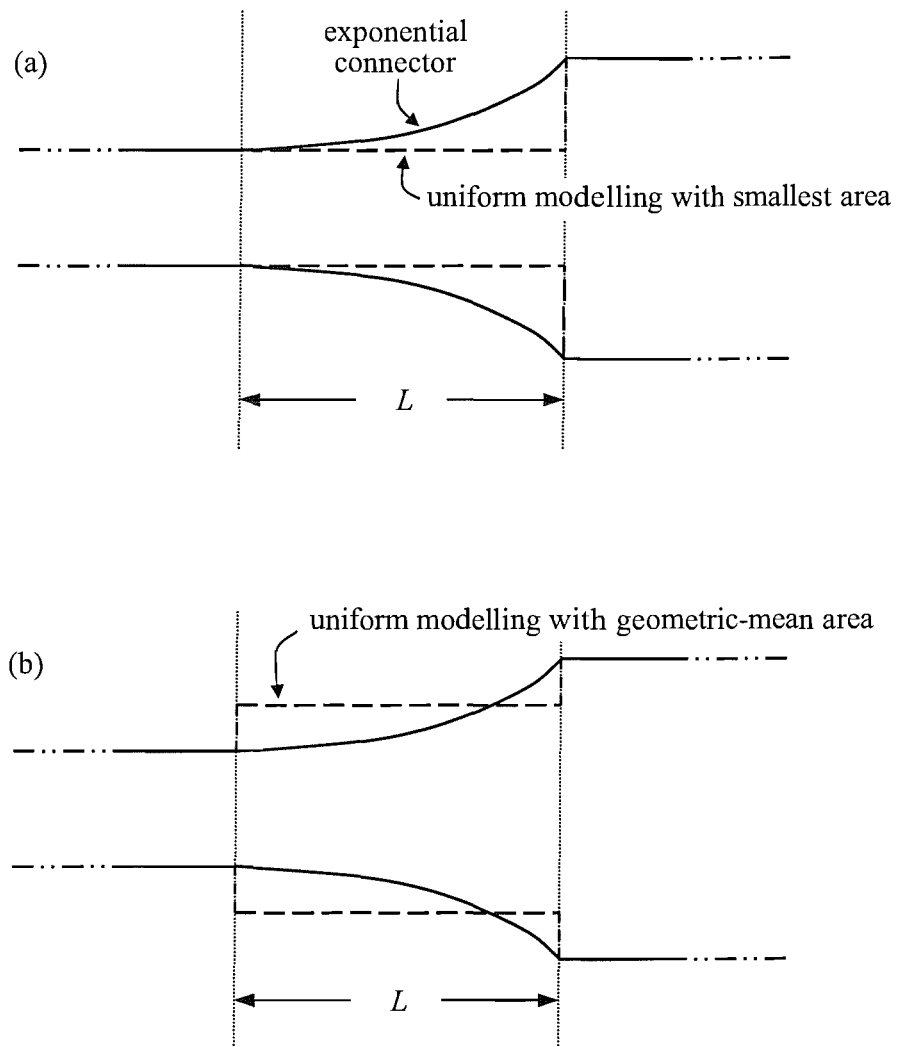 (a)
exponential
connector
uniform modelling with smallest area
L
uniform modelling with geometric-mean area
(b)
L